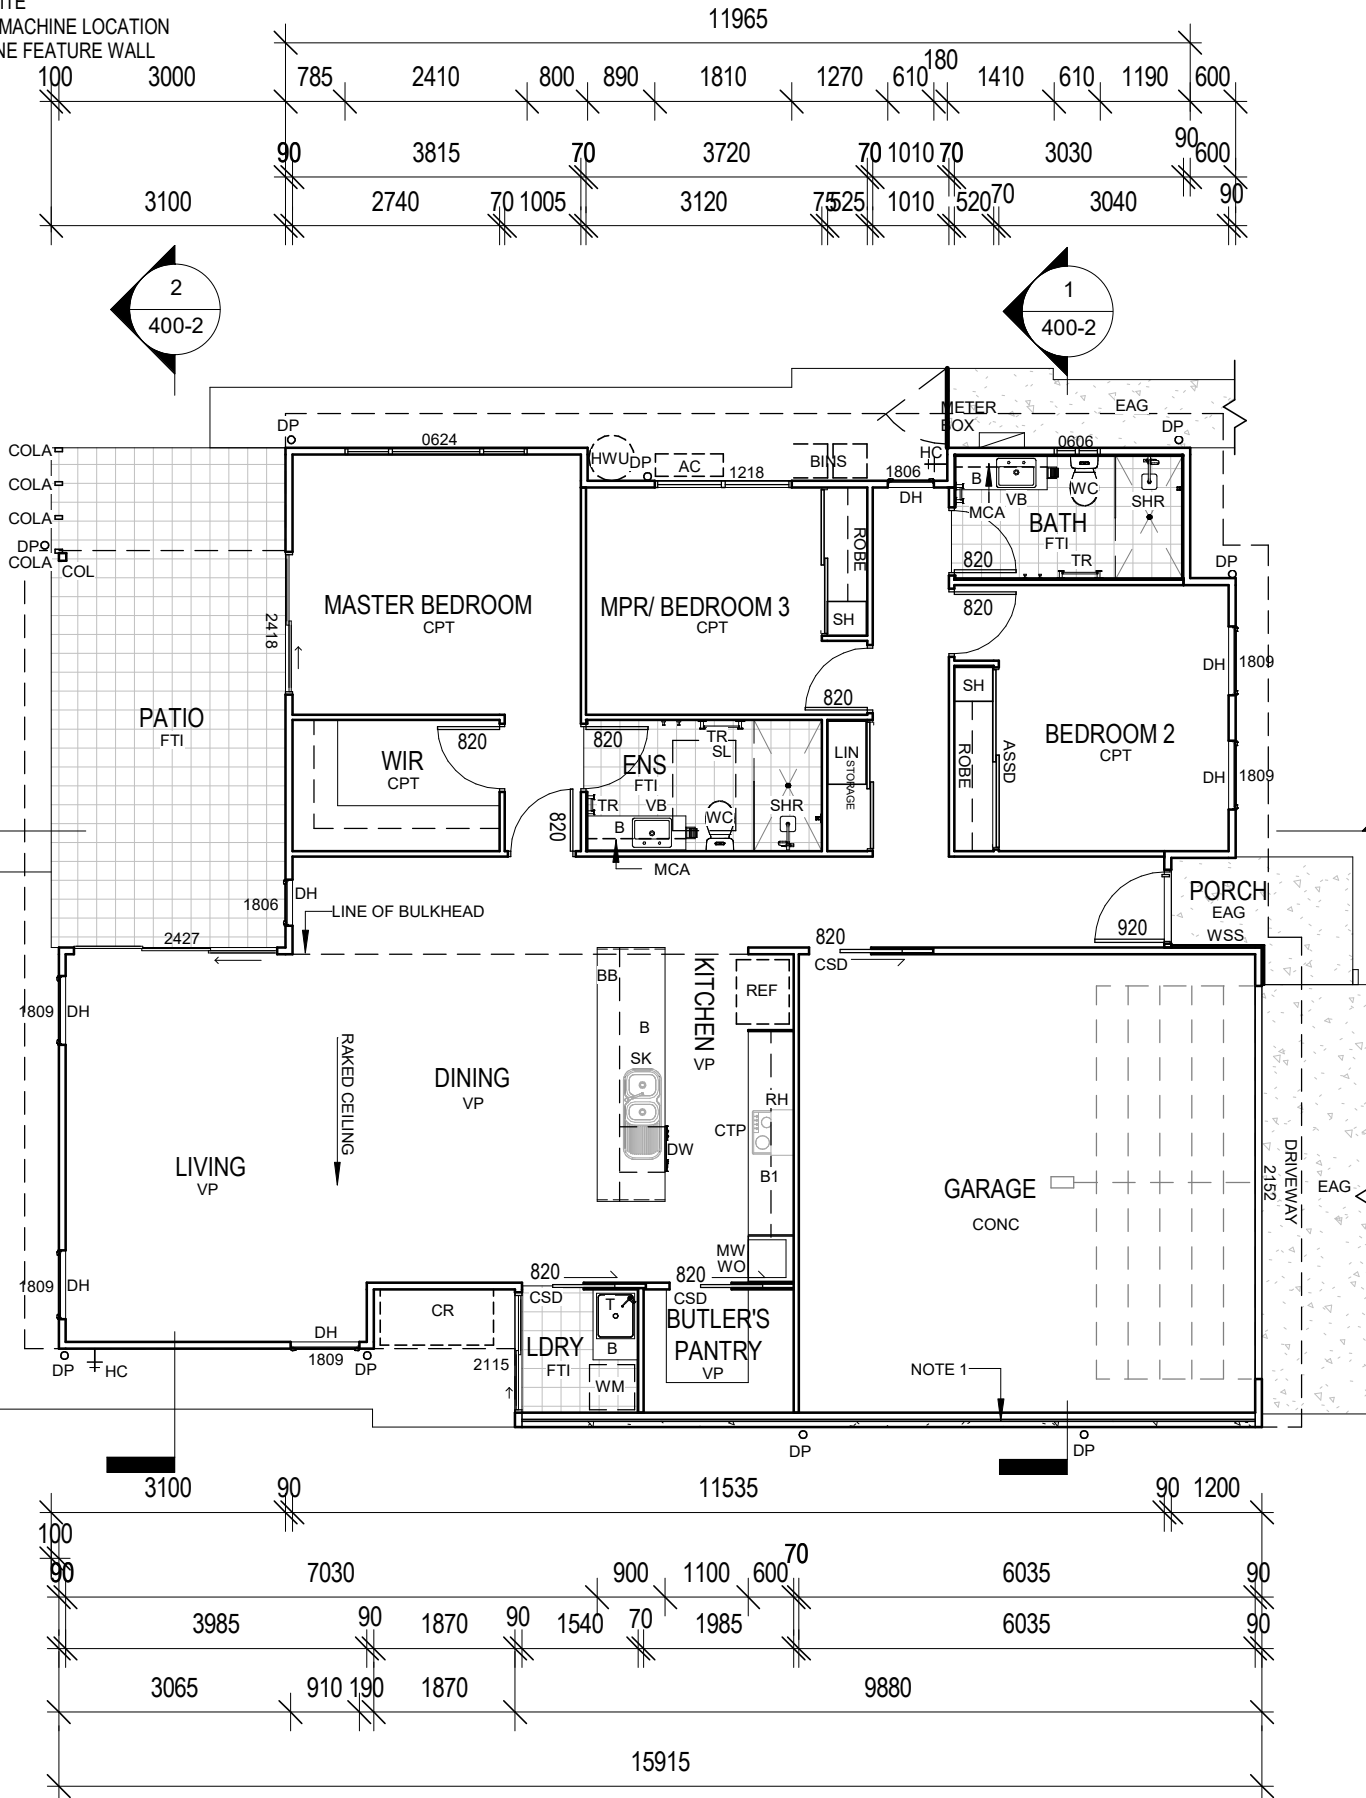 ITE
MACHINE LOCATION
NE FEATURE WALL
11965
100 3000 785 2410 800 890 1810 1270 610 180 1410 610 1190 600
90 3815 70 3720 70 1010 70 3030 90 600
3100 2740 70 1005 3120 75 525 1010 520 70 3040 90
2
400-2
1
400-2
METER
BOX
EAG
DP
0624
HWU
DP
AC
1218
BINS
1806
HC
0606
DP
COLA
COLA
COLA
DP
COLA
COL
DH
B
VB
MCA
WC
SHR
BATH
FTI
TR
820
DP
ROBE
SH
MASTER BEDROOM
CPT
MPR/ BEDROOM 3
CPT
820
2418
DH
1809
820
SH
PATIO
FTI
BEDROOM 2
CPT
WIR
CPT
820
820
ENS
FTI
TR
SL
LIN
STORAGE
ROBE
ASSD
DH
1809
TR
VB
B
WC
SHR
820
MCA
1806
DH
LINE OF BULKHEAD
PORCH
EAG
WSS
920
2427
820
CSD
BB
KITCHEN
VP
REF
1809
DH
RAKED CEILING
B
SK
DINING
VP
RH
CTP
DW
B1
LIVING
VP
GARAGE
CONC
2152
DRIVEWAY
EAG
MW
WO
1809
DH
820
CSD
820
CSD
CR
T
BUTLER'S
PANTRY
VP
LDRY
FTI
B
WM
DH
1809
2115
DP
HC
DP
NOTE 1
DP
DP
3100 90 11535 90 1200
100
90 7030 900 1100 600 70 6035 90
3985 90 1870 90 1540 70 1985 6035 90
3065 910 190 1870 9880
15915